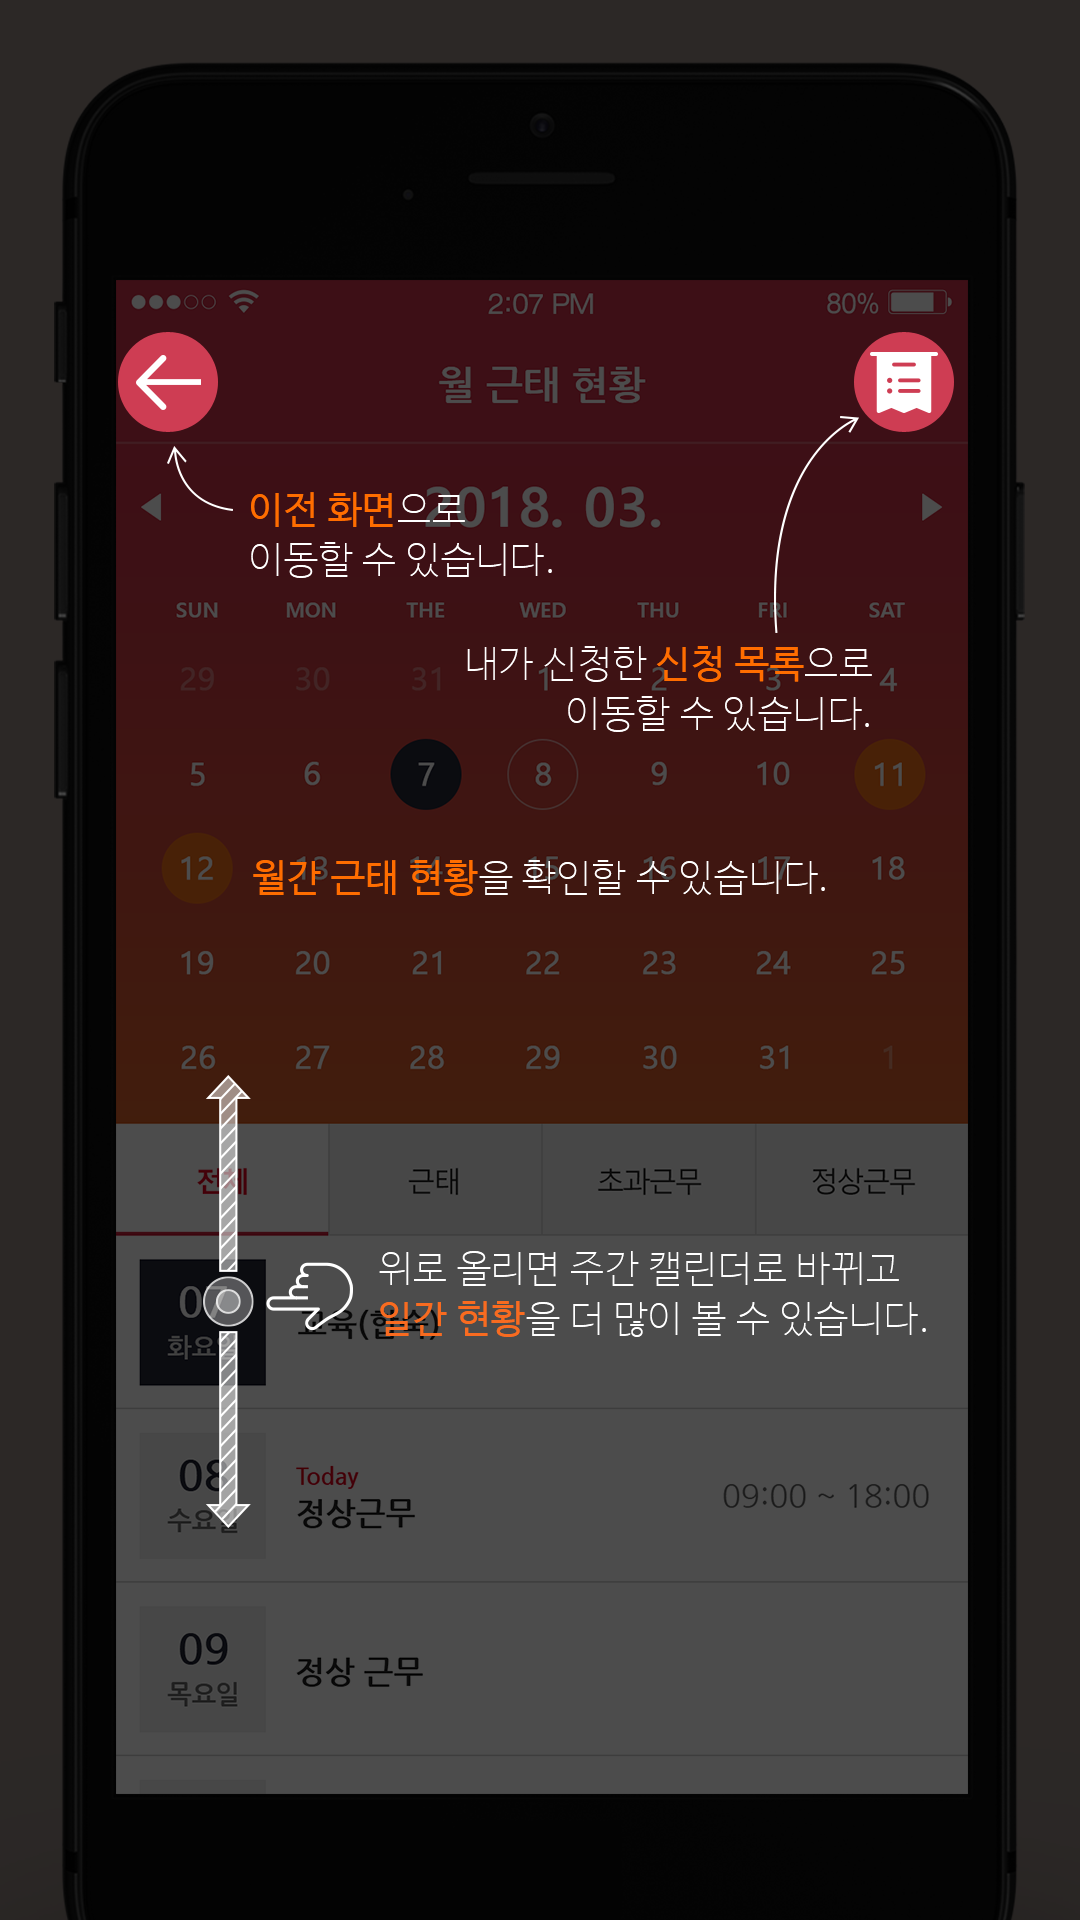 2:07 PM 80%
월 근태 현황
2018. 03.
이전 화면으로
이동할 수 있습니다.
SUN MON THE WED THU FRI SAT
29 30 31 1 2 3 4
내가 신청한 신청 목록으로
이동할 수 있습니다.
5 6 7 8 9 10 11
12 13 14 15 16 17 18
월간 근태 현황을 확인할 수 있습니다.
19 20 21 22 23 24 25
26 27 28 29 30 31 1
전체 근태 초과근무 정상근무
위로 올리면 주간 캘린더로 바뀌고
일간 현황을 더 많이 볼 수 있습니다.
07
화요일
교육(합숙)
08
수요일
Today
정상근무
09:00 ~ 18:00
09
목요일
정상 근무